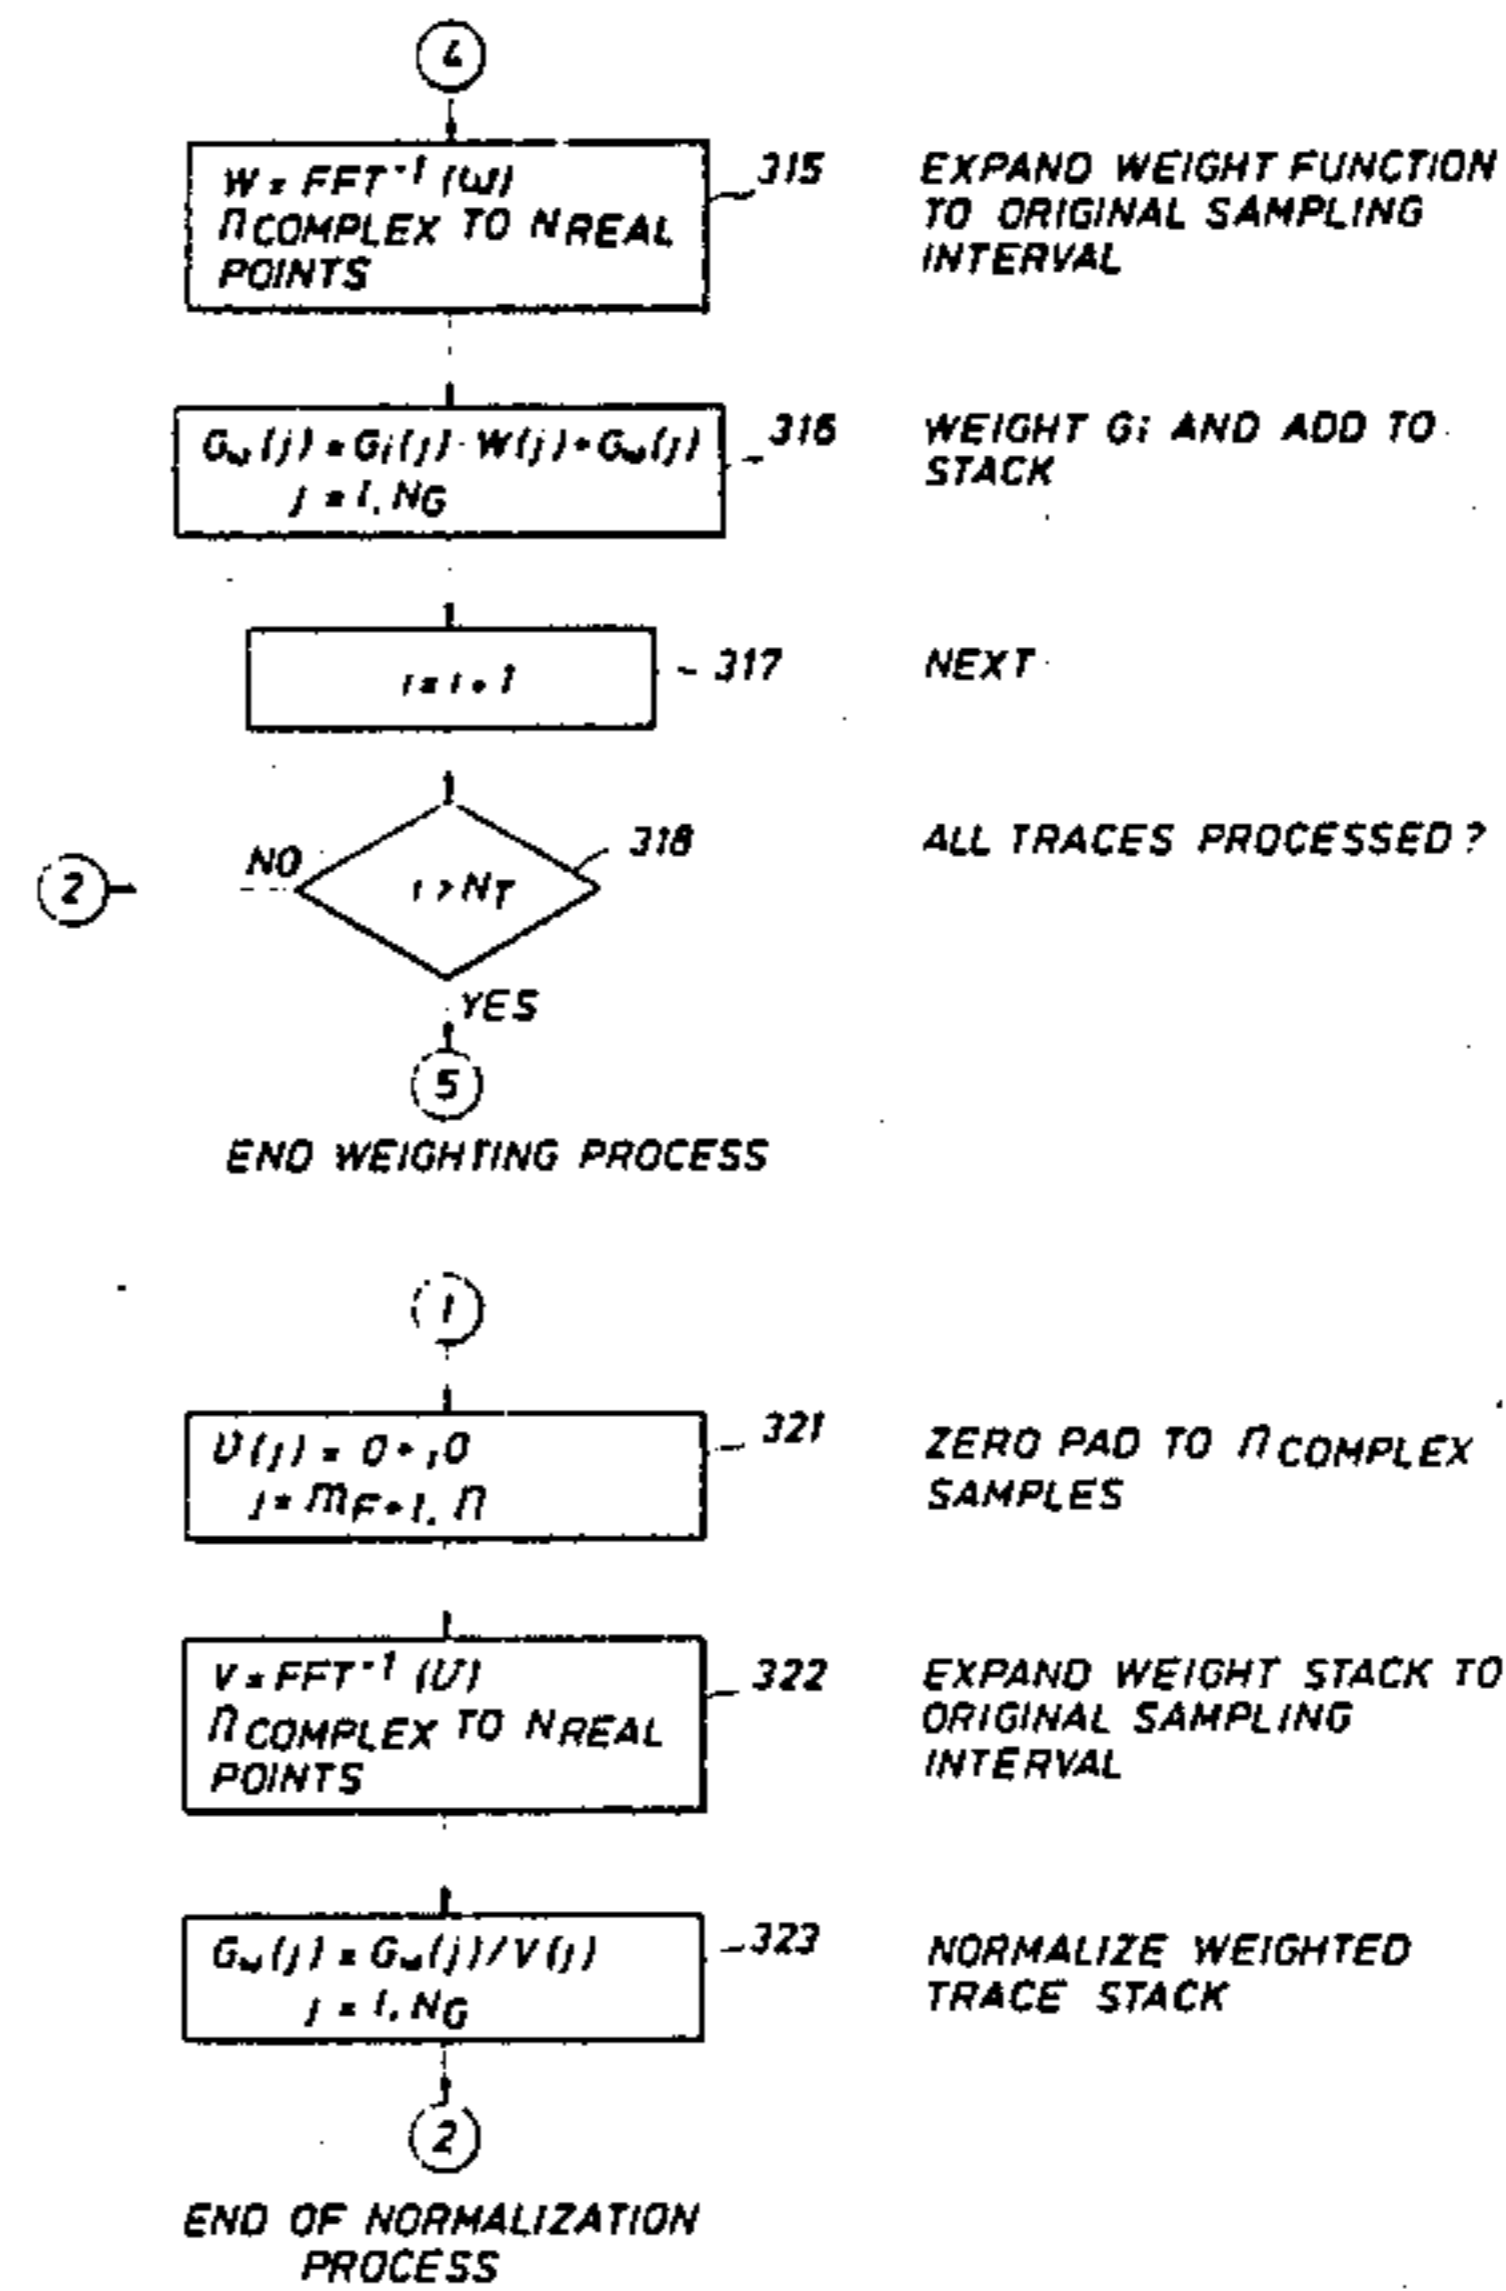 4
W = FFT⁻¹ (ω)
n COMPLEX TO N REAL
POINTS
315
EXPAND WEIGHT FUNCTION
TO ORIGINAL SAMPLING
INTERVAL
Gω(j) = Gi(j) · W(j) + Gω(j)
j = 1, NG
316
WEIGHT Gi AND ADD TO
STACK
i = i + 1
317
NEXT
NO
2
i > NT
318
ALL TRACES PROCESSED?
YES
5
END WEIGHTING PROCESS
1
U(j) = 0 + i0
j = mF + 1, n
321
ZERO PAD TO n COMPLEX
SAMPLES
V = FFT⁻¹ (U)
n COMPLEX TO N REAL
POINTS
322
EXPAND WEIGHT STACK TO
ORIGINAL SAMPLING
INTERVAL
Gω(j) = Gω(j) / V(j)
j = 1, NG
323
NORMALIZE WEIGHTED
TRACE STACK
2
END OF NORMALIZATION
PROCESS